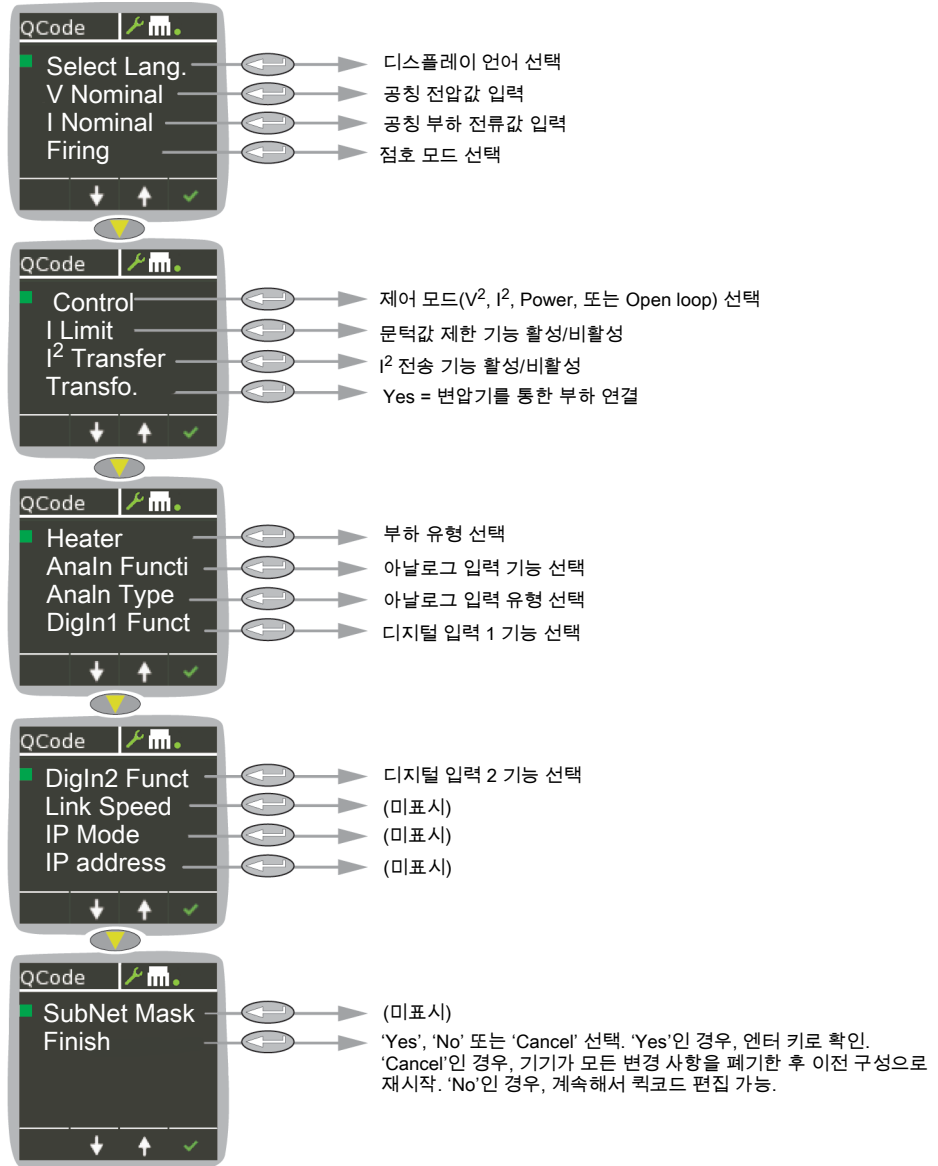 QCode
Select Lang. 디스플레이 언어 선택
V Nominal 공칭 전압값 입력
I Nominal 공칭 부하 전류값 입력
Firing 점호 모드 선택
QCode
Control 제어 모드(V², I², Power, 또는 Open loop) 선택
I Limit 문턱값 제한 기능 활성/비활성
I² Transfer I² 전송 기능 활성/비활성
Transfo. Yes = 변압기를 통한 부하 연결
QCode
Heater 부하 유형 선택
AnaIn Functi 아날로그 입력 기능 선택
AnaIn Type 아날로그 입력 유형 선택
DigIn1 Funct 디지털 입력 1 기능 선택
QCode
DigIn2 Funct 디지털 입력 2 기능 선택
Link Speed (미표시)
IP Mode (미표시)
IP address (미표시)
QCode
SubNet Mask (미표시)
Finish ‘Yes’, ‘No’ 또는 ‘Cancel’ 선택. ‘Yes’인 경우, 엔터 키로 확인.
‘Cancel’인 경우, 기기가 모든 변경 사항을 폐기한 후 이전 구성으로
재시작. ‘No’인 경우, 계속해서 퀵코드 편집 가능.